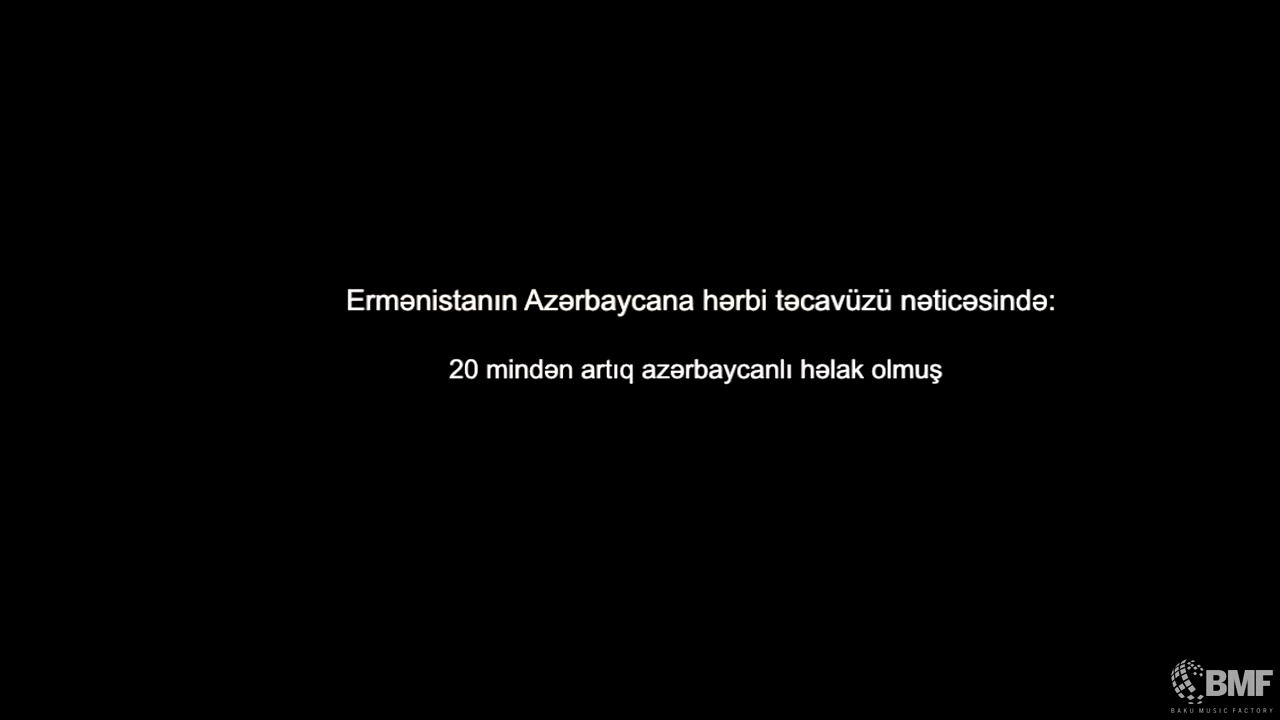 Ermənistanın Azərbaycana hərbi təcavüzü nəticəsində:
20 mindən artıq azərbaycanlı həlak olmuş
BMF
BAKU MUSIC FACTORY